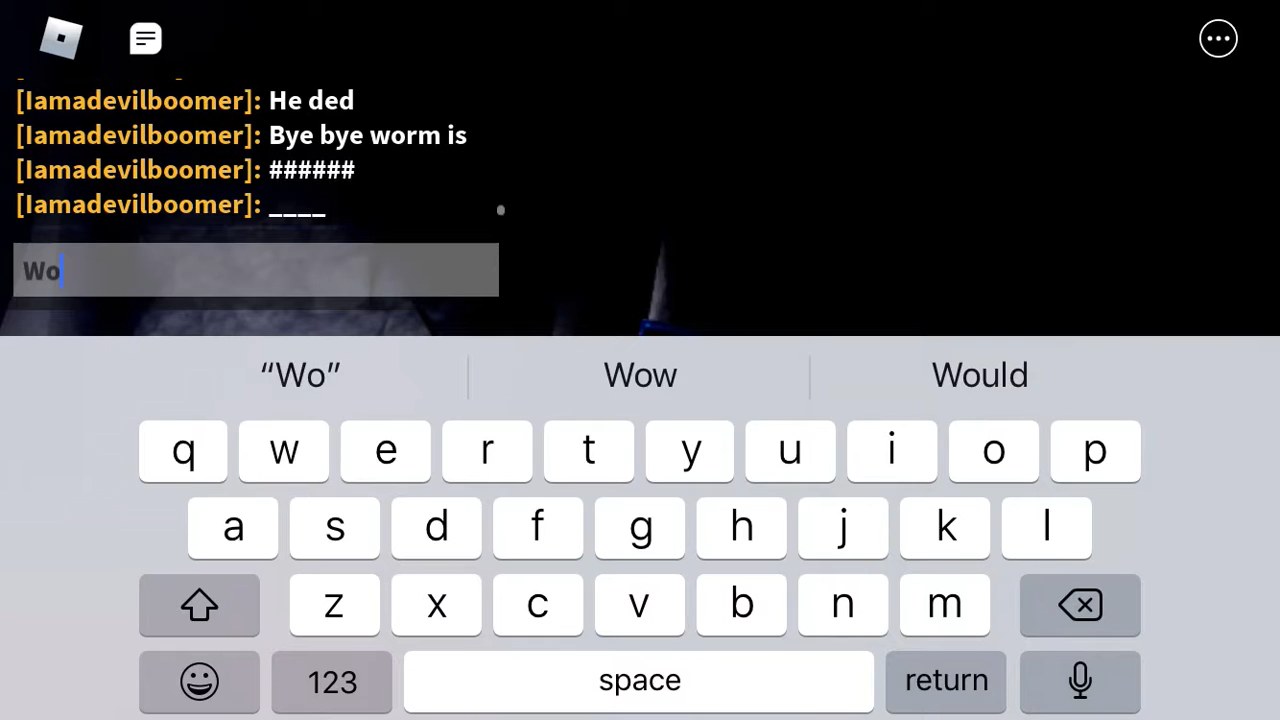 [Iamadevilboomer]: He ded
[Iamadevilboomer]: Bye bye worm is
[Iamadevilboomer]: ######
[Iamadevilboomer]: ____
Wo
“Wo” Wow Would
q w e r t y u i o p
a s d f g h j k l
z x c v b n m
123 space return